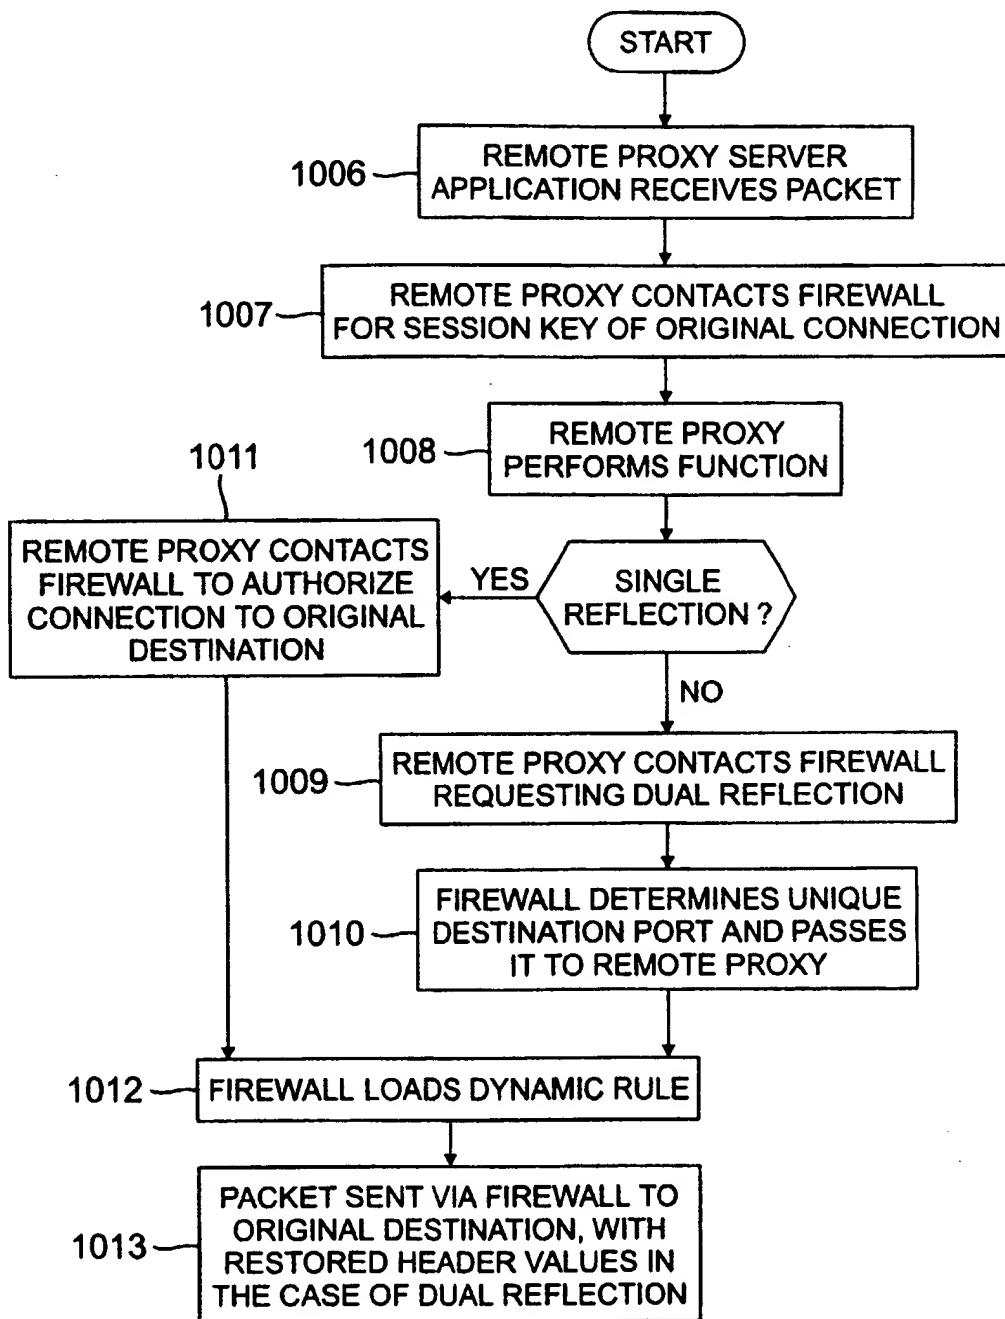 START
1006
REMOTE PROXY SERVER
APPLICATION RECEIVES PACKET
1007
REMOTE PROXY CONTACTS FIREWALL
FOR SESSION KEY OF ORIGINAL CONNECTION
1008
REMOTE PROXY
PERFORMS FUNCTION
SINGLE
REFLECTION ?
YES
1011
REMOTE PROXY CONTACTS
FIREWALL TO AUTHORIZE
CONNECTION TO ORIGINAL
DESTINATION
NO
1009
REMOTE PROXY CONTACTS FIREWALL
REQUESTING DUAL REFLECTION
1010
FIREWALL DETERMINES UNIQUE
DESTINATION PORT AND PASSES
IT TO REMOTE PROXY
1012
FIREWALL LOADS DYNAMIC RULE
1013
PACKET SENT VIA FIREWALL TO
ORIGINAL DESTINATION, WITH
RESTORED HEADER VALUES IN
THE CASE OF DUAL REFLECTION